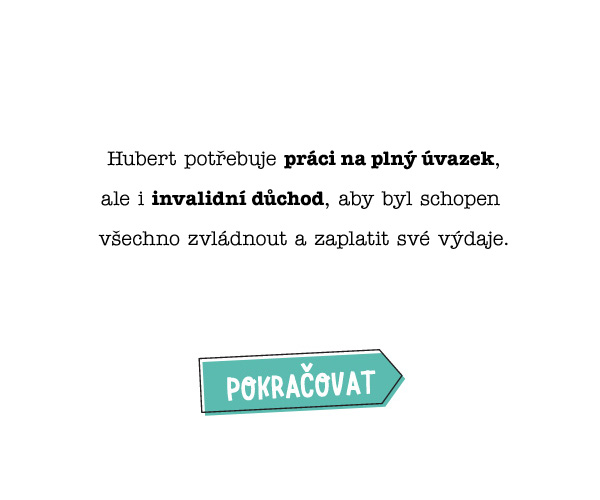 Hubert potřebuje práci na plný úvazek,
ale i invalidní důchod, aby byl schopen
všechno zvládnout a zaplatit své výdaje.
POKRAČOVAT